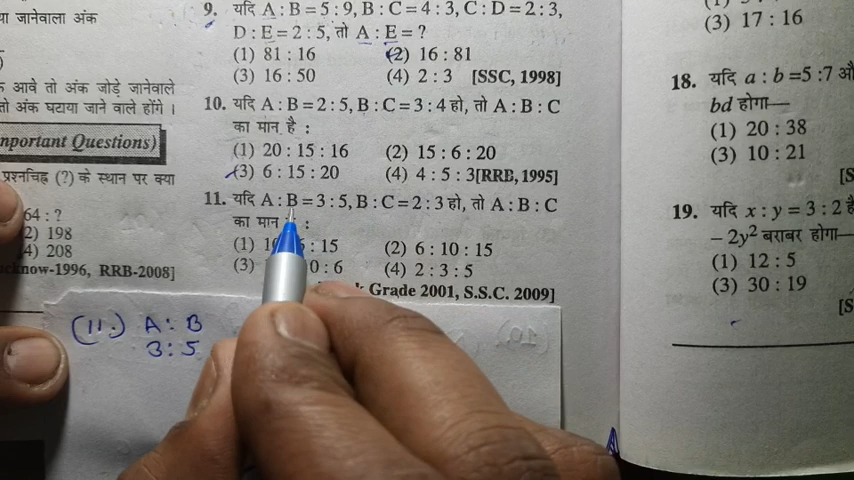 या जानेवाला अंक
आवे तो अंक जोड़े जानेवाले
तो अंक घटाया जाने वाले होंगे ।
nportant Questions)
प्रश्नचिह्न (?) के स्थान पर क्या
64 : ?
2) 198
4) 208
cknow-1996, RRB-2008]
9. यदि A : B = 5 : 9, B : C = 4 : 3, C : D = 2 : 3,
D : E = 2 : 5, तो A : E = ?
(1) 81 : 16 (2) 16 : 81
(3) 16 : 50 (4) 2 : 3 [SSC, 1998]
10. यदि A : B = 2 : 5, B : C = 3 : 4 हो, तो A : B : C
का मान है :
(1) 20 : 15 : 16 (2) 15 : 6 : 20
(3) 6 : 15 : 20 (4) 4 : 5 : 3 [RRB, 1995]
11. यदि A : B = 3 : 5, B : C = 2 : 3 हो, तो A : B : C
का मान :
(1) : 15 (2) 6 : 10 : 15
(3) : 6 (4) 2 : 3 : 5
Grade 2001, S.S.C. 2009]
(11.) A : B
3 : 5
(3) 17 : 16
18. यदि a : b = 5 : 7 औ
bd होगा—
(1) 20 : 38
(3) 10 : 21
[S
19. यदि x : y = 3 : 2 है
- 2y² बराबर होगा—
(1) 12 : 5
(3) 30 : 19
[S